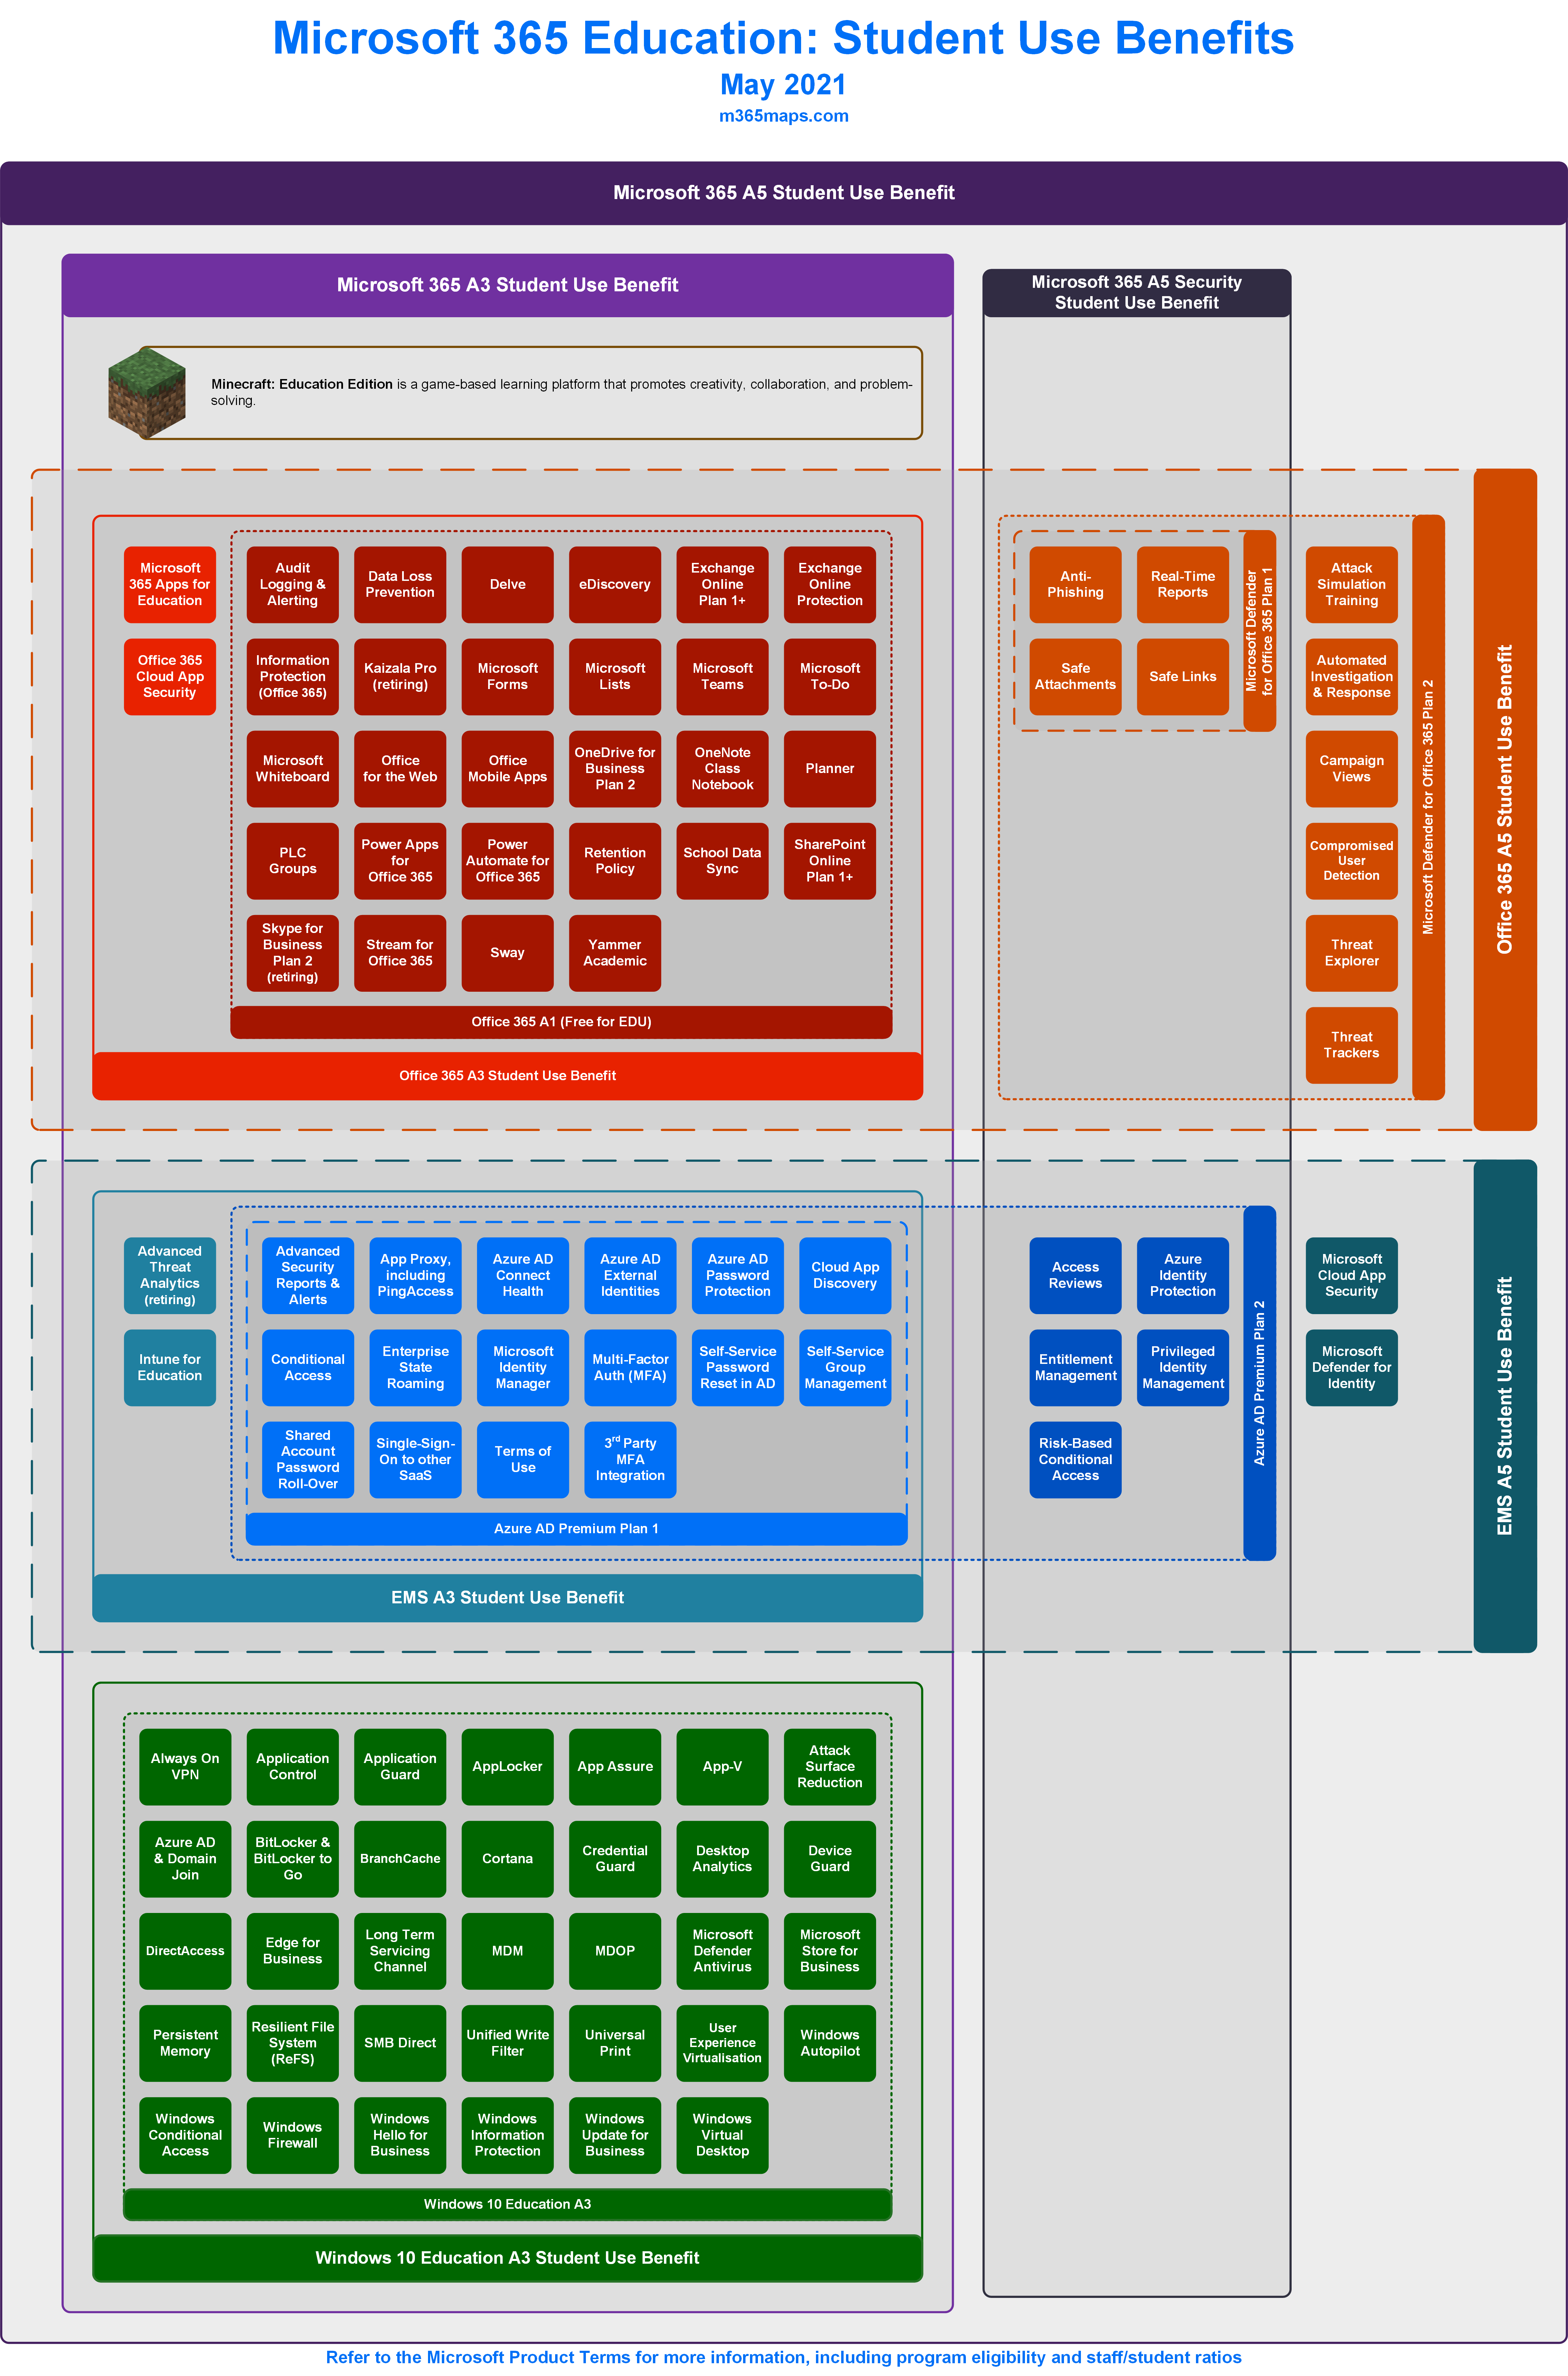 Microsoft 365 Education: Student Use Benefits
May 2021
m365maps.com
Microsoft 365 A5 Student Use Benefit
Microsoft 365 A3 Student Use Benefit
Microsoft 365 A5 Security
Student Use Benefit
Minecraft: Education Edition is a game-based learning platform that promotes creativity, collaboration, and problem-
solving.
Microsoft
365 Apps for
Education
Audit
Logging &
Alerting
Data Loss
Prevention
Delve
eDiscovery
Exchange
Online
Plan 1+
Exchange
Online
Protection
Office 365
Cloud App
Security
Information
Protection
(Office 365)
Kaizala Pro
(retiring)
Microsoft
Forms
Microsoft
Lists
Microsoft
Teams
Microsoft
To-Do
Microsoft
Whiteboard
Office
for the Web
Office
Mobile Apps
OneDrive for
Business
Plan 2
OneNote
Class
Notebook
Planner
PLC
Groups
Power Apps
for
Office 365
Power
Automate for
Office 365
Retention
Policy
School Data
Sync
SharePoint
Online
Plan 1+
Skype for
Business
Plan 2
(retiring)
Stream for
Office 365
Sway
Yammer
Academic
Office 365 A1 (Free for EDU)
Office 365 A3 Student Use Benefit
Anti-
Phishing
Real-Time
Reports
Safe
Attachments
Safe Links
Microsoft Defender
for Office 365 Plan 1
Attack
Simulation
Training
Automated
Investigation
& Response
Campaign
Views
Compromised
User
Detection
Threat
Explorer
Threat
Trackers
Microsoft Defender for Office 365 Plan 2
Office 365 A5 Student Use Benefit
Advanced
Threat
Analytics
(retiring)
Intune for
Education
Advanced
Security
Reports &
Alerts
App Proxy,
including
PingAccess
Azure AD
Connect
Health
Azure AD
External
Identities
Azure AD
Password
Protection
Cloud App
Discovery
Conditional
Access
Enterprise
State
Roaming
Microsoft
Identity
Manager
Multi-Factor
Auth (MFA)
Self-Service
Password
Reset in AD
Self-Service
Group
Management
Shared
Account
Password
Roll-Over
Single-Sign-
On to other
SaaS
Terms of
Use
3rd Party
MFA
Integration
Azure AD Premium Plan 1
EMS A3 Student Use Benefit
Access
Reviews
Azure
Identity
Protection
Entitlement
Management
Privileged
Identity
Management
Risk-Based
Conditional
Access
Azure AD Premium Plan 2
Microsoft
Cloud App
Security
Microsoft
Defender for
Identity
EMS A5 Student Use Benefit
Always On
VPN
Application
Control
Application
Guard
AppLocker
App Assure
App-V
Attack
Surface
Reduction
Azure AD
& Domain
Join
BitLocker &
BitLocker to
Go
BranchCache
Cortana
Credential
Guard
Desktop
Analytics
Device
Guard
DirectAccess
Edge for
Business
Long Term
Servicing
Channel
MDM
MDOP
Microsoft
Defender
Antivirus
Microsoft
Store for
Business
Persistent
Memory
Resilient File
System
(ReFS)
SMB Direct
Unified Write
Filter
Universal
Print
User
Experience
Virtualisation
Windows
Autopilot
Windows
Conditional
Access
Windows
Firewall
Windows
Hello for
Business
Windows
Information
Protection
Windows
Update for
Business
Windows
Virtual
Desktop
Windows 10 Education A3
Windows 10 Education A3 Student Use Benefit
Refer to the Microsoft Product Terms for more information, including program eligibility and staff/student ratios